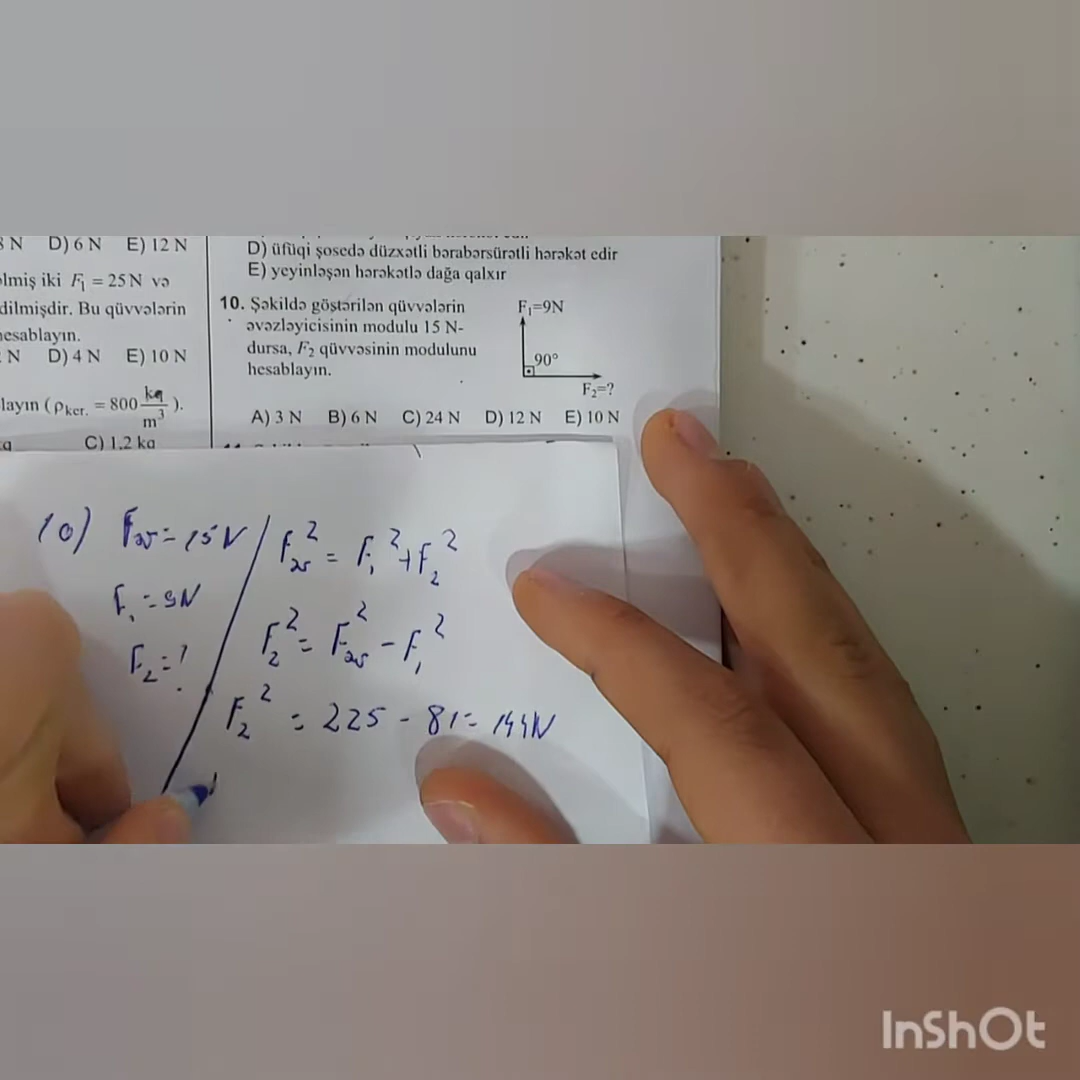 8 N D) 6 N E) 12 N
lmiş iki F₁ = 25 N və
dilmişdir. Bu qüvvələrin
hesablayın.
N D) 4 N E) 10 N
layın (ρker. = 800 kq/m³).
C) 1,2 kq
D) üfüqi şosedə düzxətli bərabərsürətli hərəkət edir
E) yeyinləşən hərəkətlə dağa qalxır
10. Şəkildə göstərilən qüvvələrin
əvəzləyicisinin modulu 15 N-
dursa, F₂ qüvvəsinin modulunu
hesablayın.
F₁=9N
90°
F₂=?
A) 3 N B) 6 N C) 24 N D) 12 N E) 10 N
10) Fəv = 15N
F₁ = 9N
F₂ = ?
Fəv² = F₁² + F₂²
F₂² = Fəv² - F₁²
F₂² = 225 - 81 = 144N
InShOt